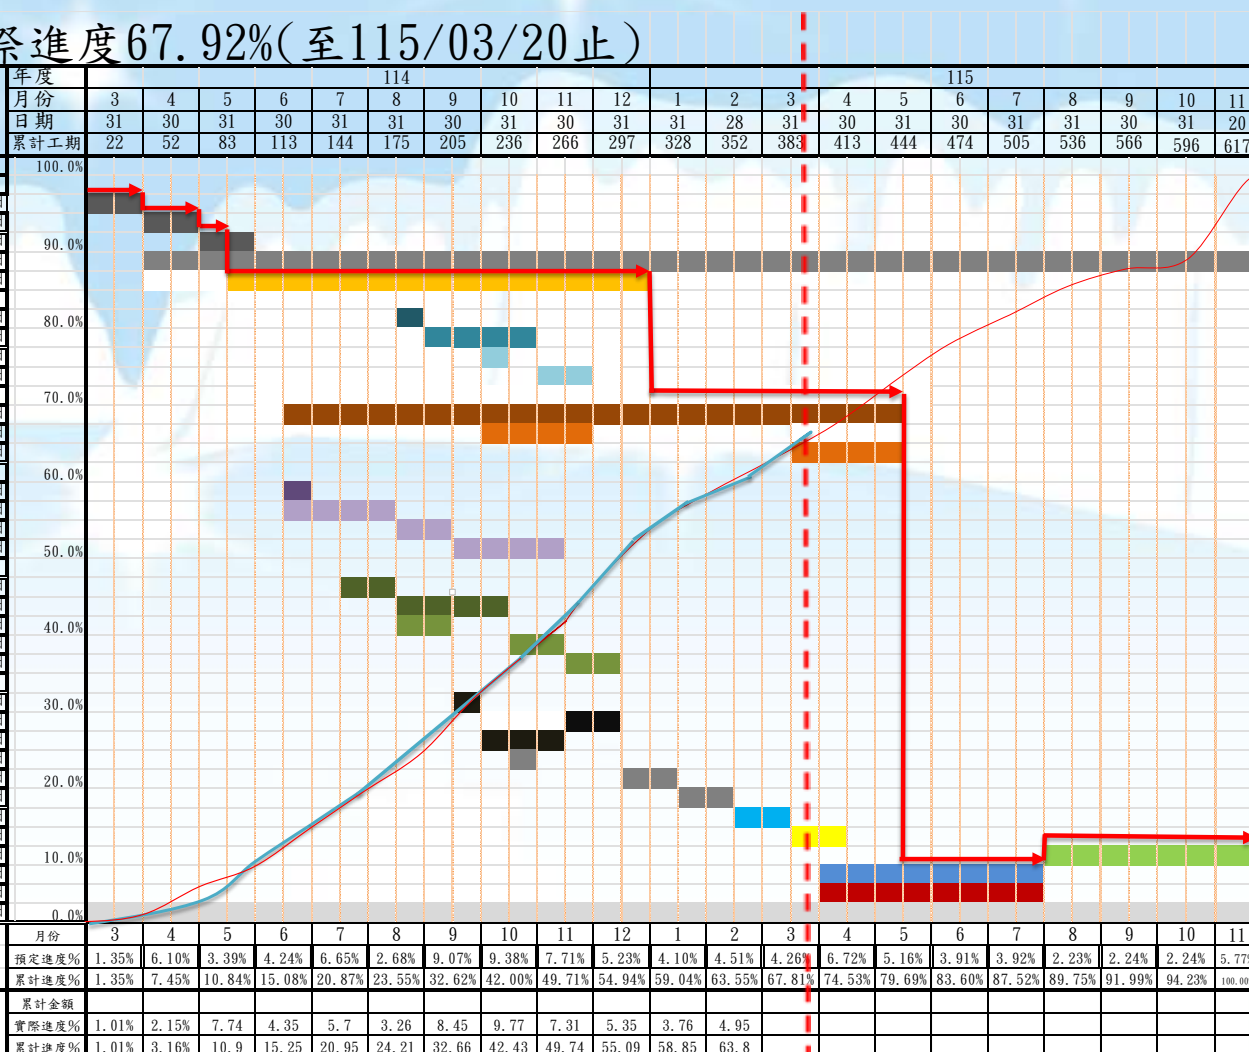 際進度67.92%(至115/03/20止)
年度 114 115
月份 3 4 5 6 7 8 9 10 11 12 1 2 3 4 5 6 7 8 9 10 11
日期 31 30 31 30 31 31 30 31 30 31 31 28 31 30 31 30 31 31 30 31 20
累計工期 22 52 83 113 144 175 205 236 266 297 328 352 383 413 444 474 505 536 566 596 617
100.0%
90.0%
80.0%
70.0%
60.0%
50.0%
40.0%
30.0%
20.0%
10.0%
0.0%
月份 3 4 5 6 7 8 9 10 11 12 1 2 3 4 5 6 7 8 9 10 11
預定進度% 1.35% 6.10% 3.39% 4.24% 6.65% 2.68% 9.07% 9.38% 7.71% 5.23% 4.10% 4.51% 4.26% 6.72% 5.16% 3.91% 3.92% 2.23% 2.24% 2.24% 5.77%
累計進度% 1.35% 7.45% 10.84% 15.08% 20.87% 23.55% 32.62% 42.00% 49.71% 54.94% 59.04% 63.55% 67.81% 74.53% 79.69% 83.60% 87.52% 89.75% 91.99% 94.23% 100.00%
累計金額
實際進度% 1.01% 2.15% 7.74 4.35 5.7 3.26 8.45 9.77 7.31 5.35 3.76 4.95
累計進度% 1.01% 3.16% 10.9 15.25 20.95 24.21 32.66 42.43 49.74 55.09 58.85 63.8